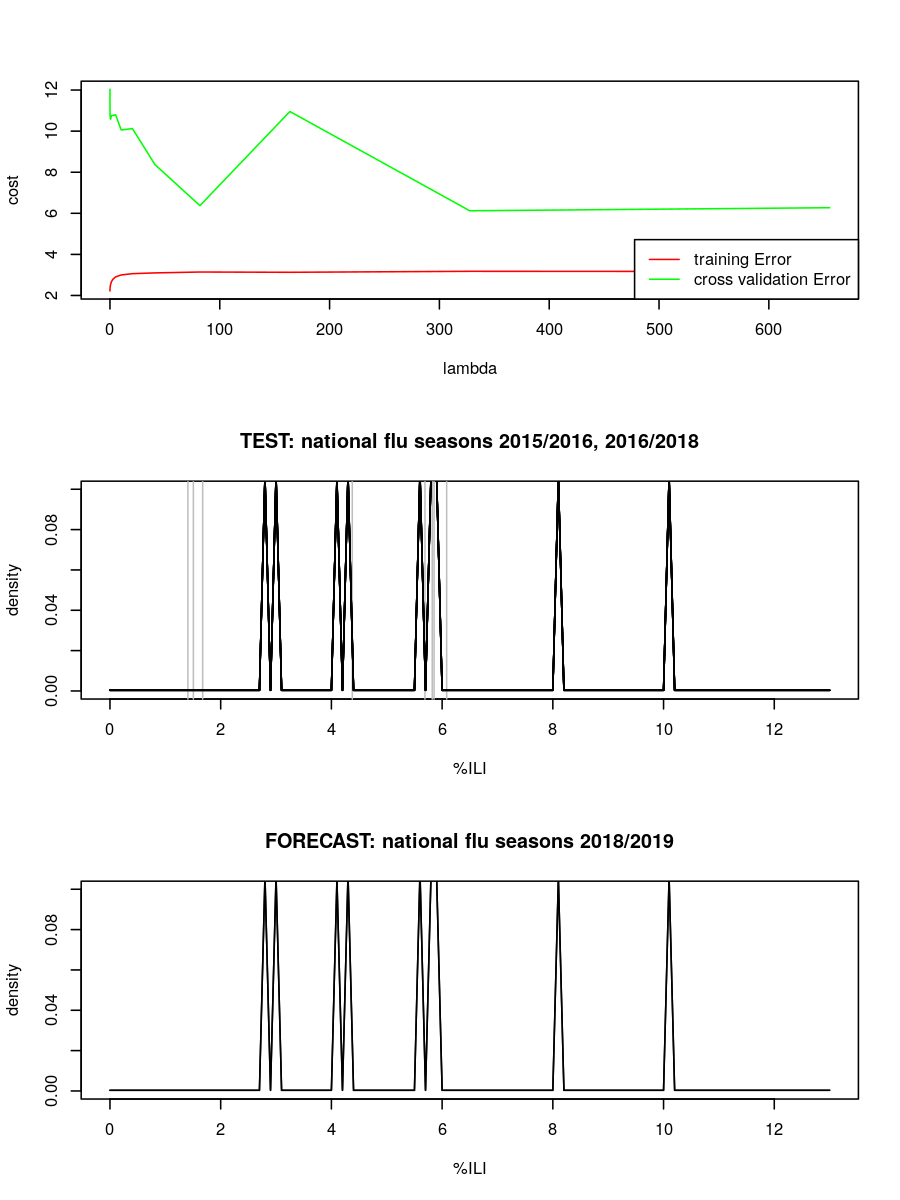 12
10
8
6
4
2
cost
training Error
cross validation Error
0 100 200 300 400 500 600
lambda
TEST: national flu seasons 2015/2016, 2016/2018
0.08
0.04
0.00
density
0 2 4 6 8 10 12
%ILI
FORECAST: national flu seasons 2018/2019
0.08
0.04
0.00
density
0 2 4 6 8 10 12
%ILI